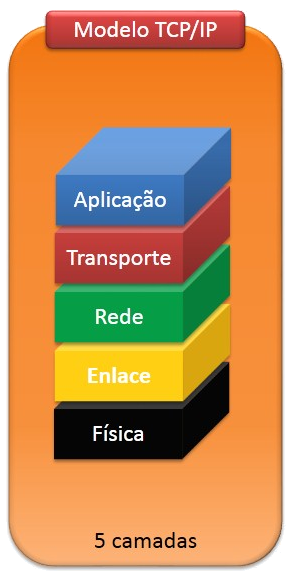 Modelo TCP/IP
Aplicação
Transporte
Rede
Enlace
Física
5 camadas